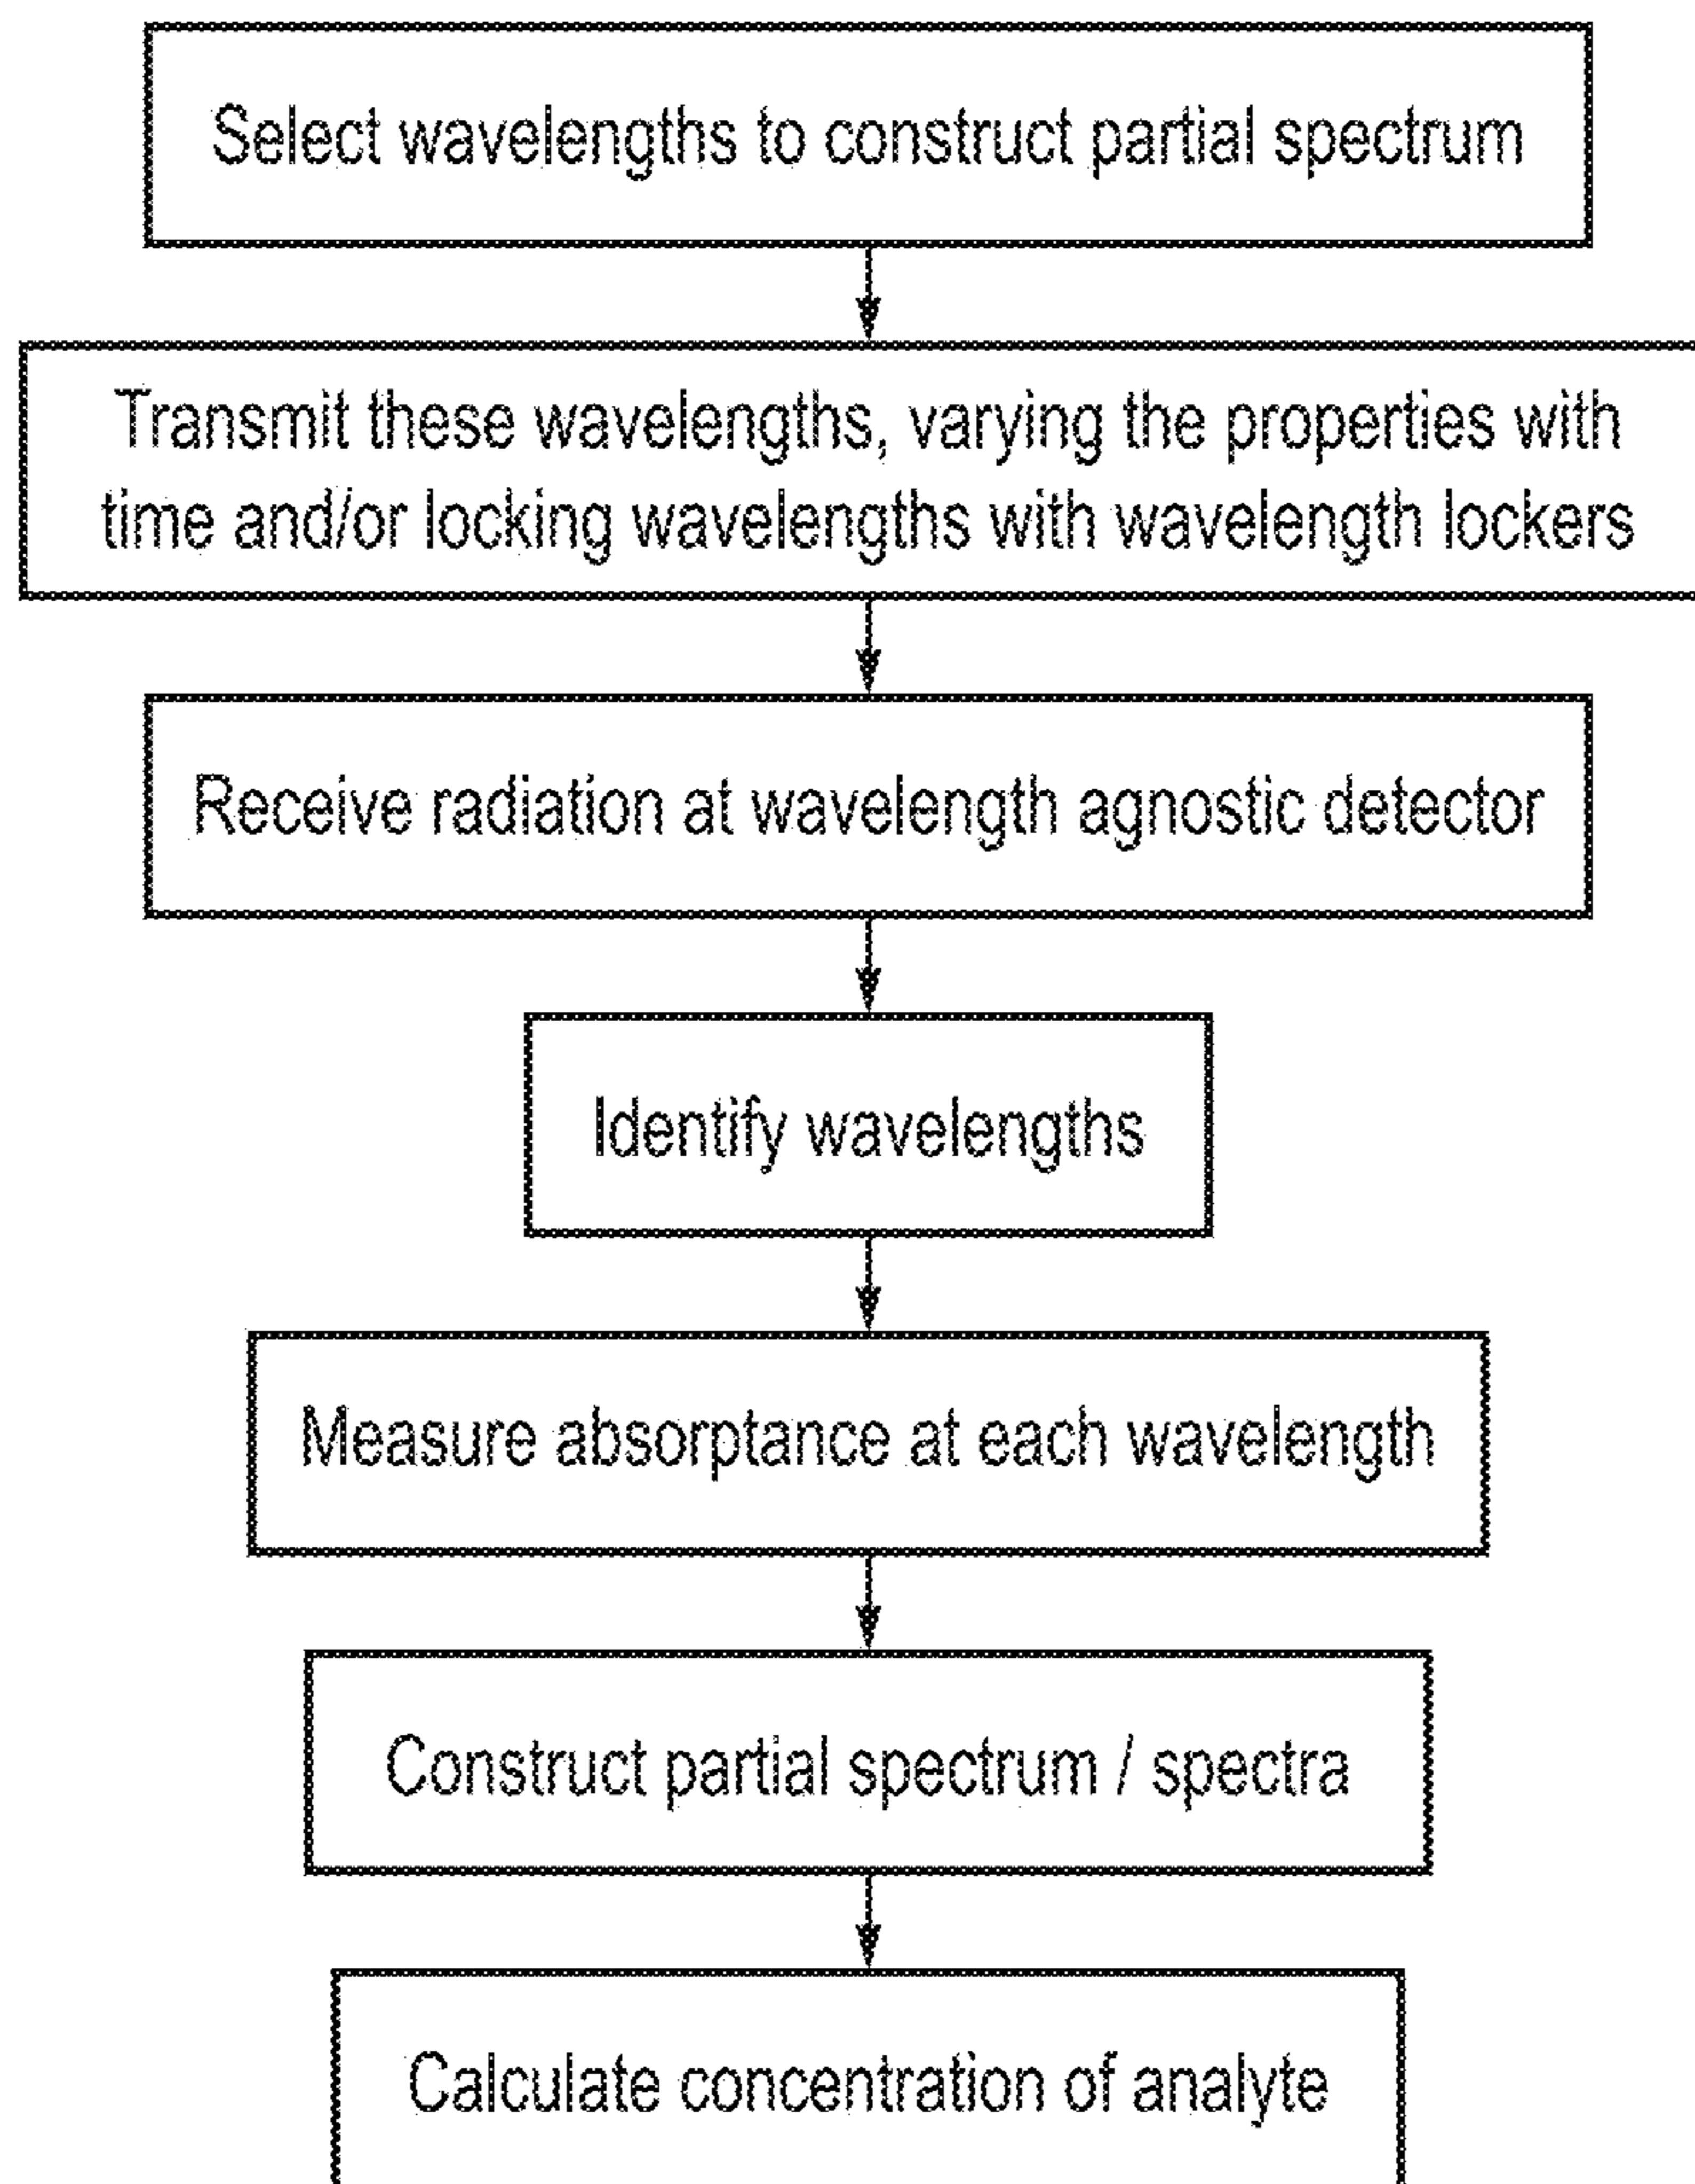 Select wavelengths to construct partial spectrum
Transmit these wavelengths, varying the properties with
time and/or locking wavelengths with wavelength lockers
Receive radiation at wavelength agnostic detector
Identify wavelengths
Measure absorptance at each wavelength
Construct partial spectrum / spectra
Calculate concentration of analyte